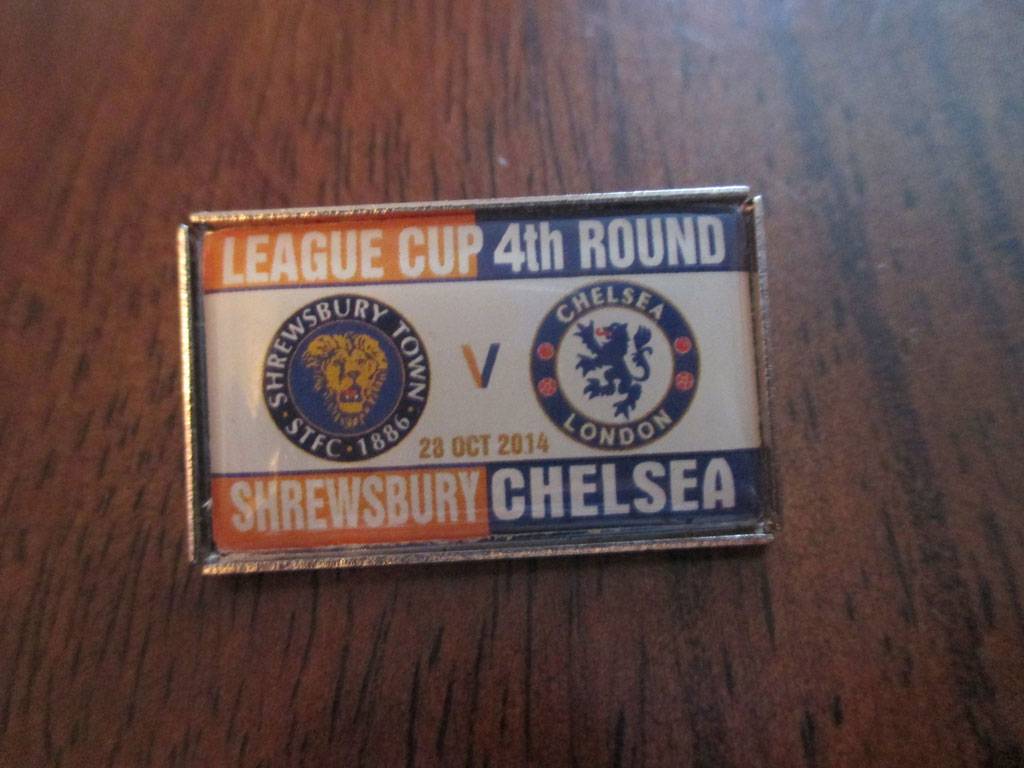 LEAGUE CUP 4th ROUND
SHREWSBURY TOWN
· STFC · 1886 ·
V
CHELSEA
LONDON
28 OCT 2014
SHREWSBURY CHELSEA